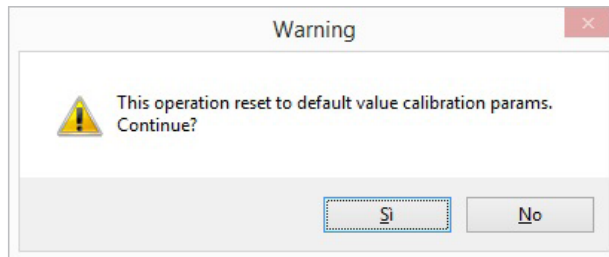 Warning
This operation reset to default value calibration params.
Continue?
Sì
No